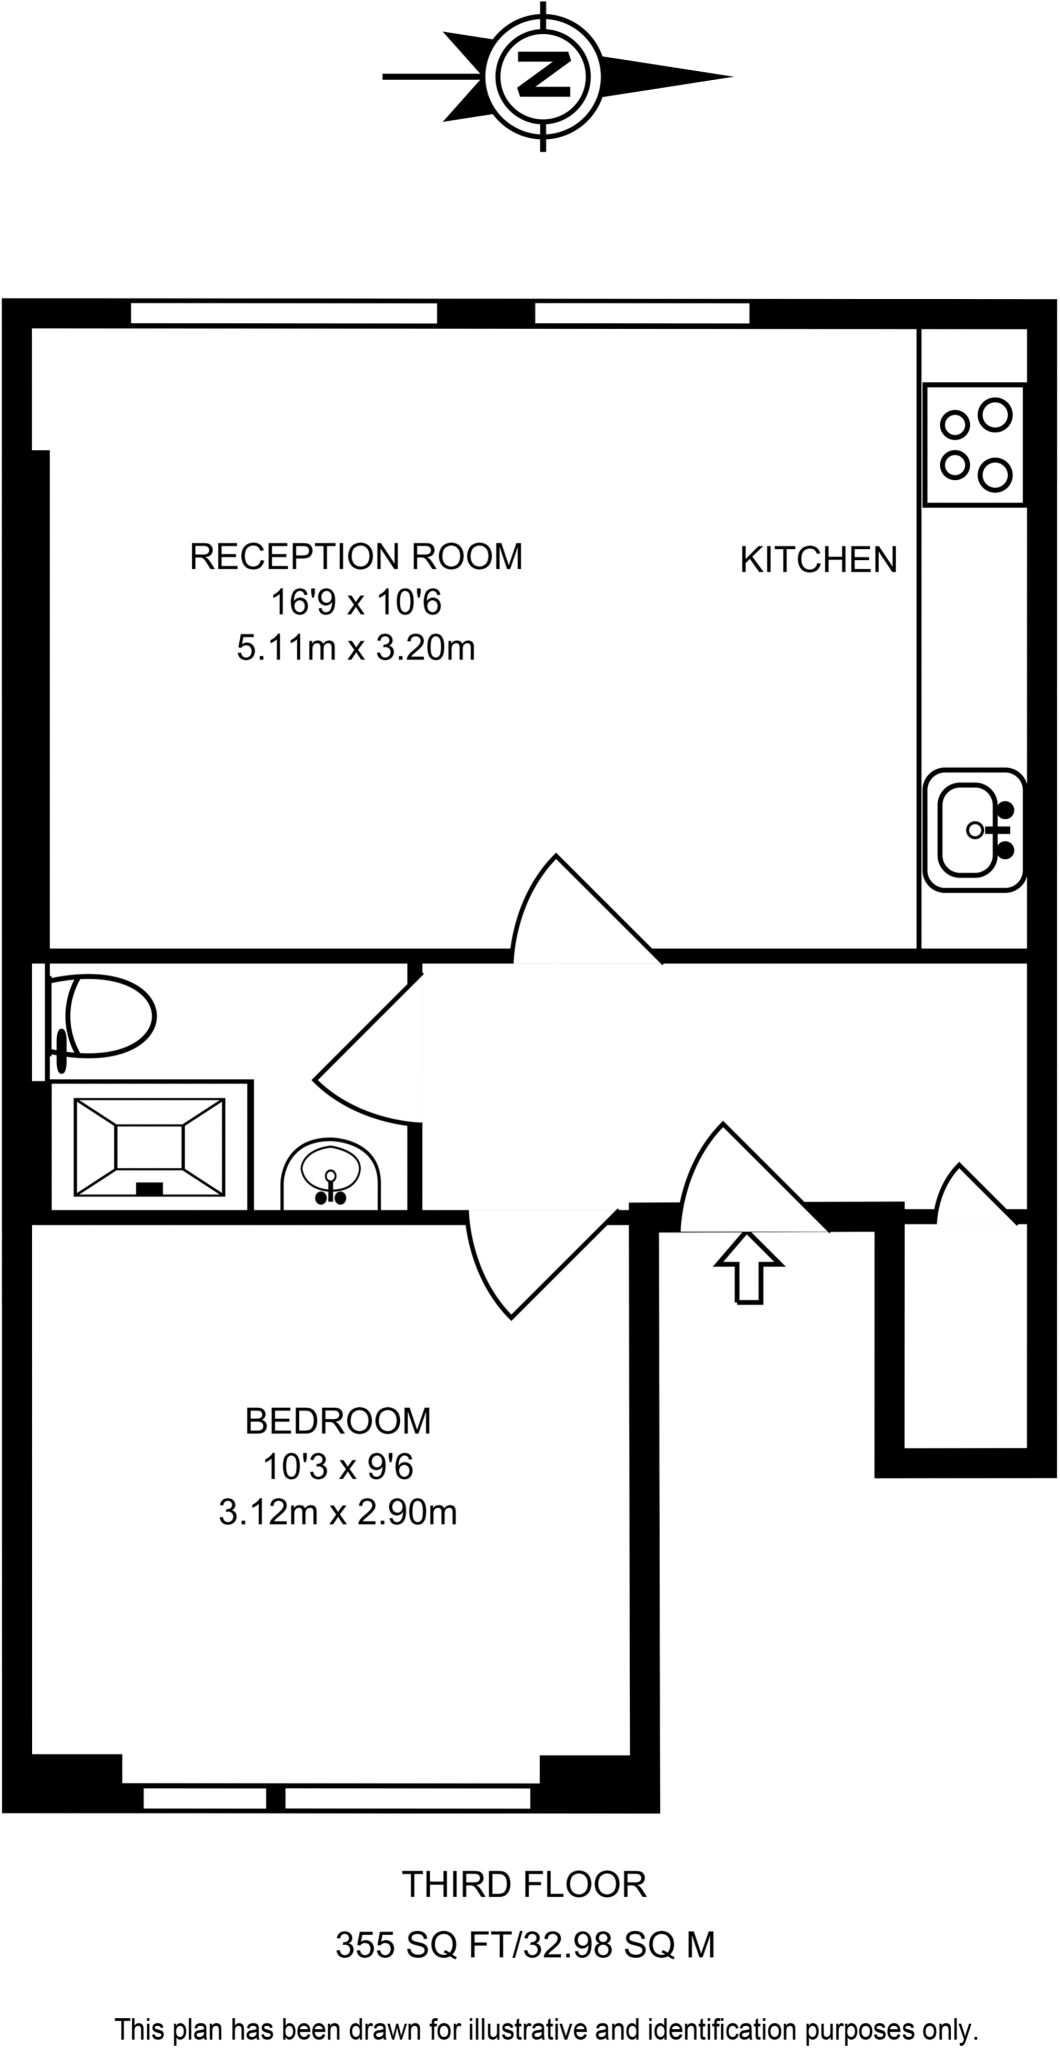 N
RECEPTION ROOM
16'9 x 10'6
5.11m x 3.20m
KITCHEN
BEDROOM
10'3 x 9'6
3.12m x 2.90m
THIRD FLOOR
355 SQ FT/32.98 SQ M
This plan has been drawn for illustrative and identification purposes only.